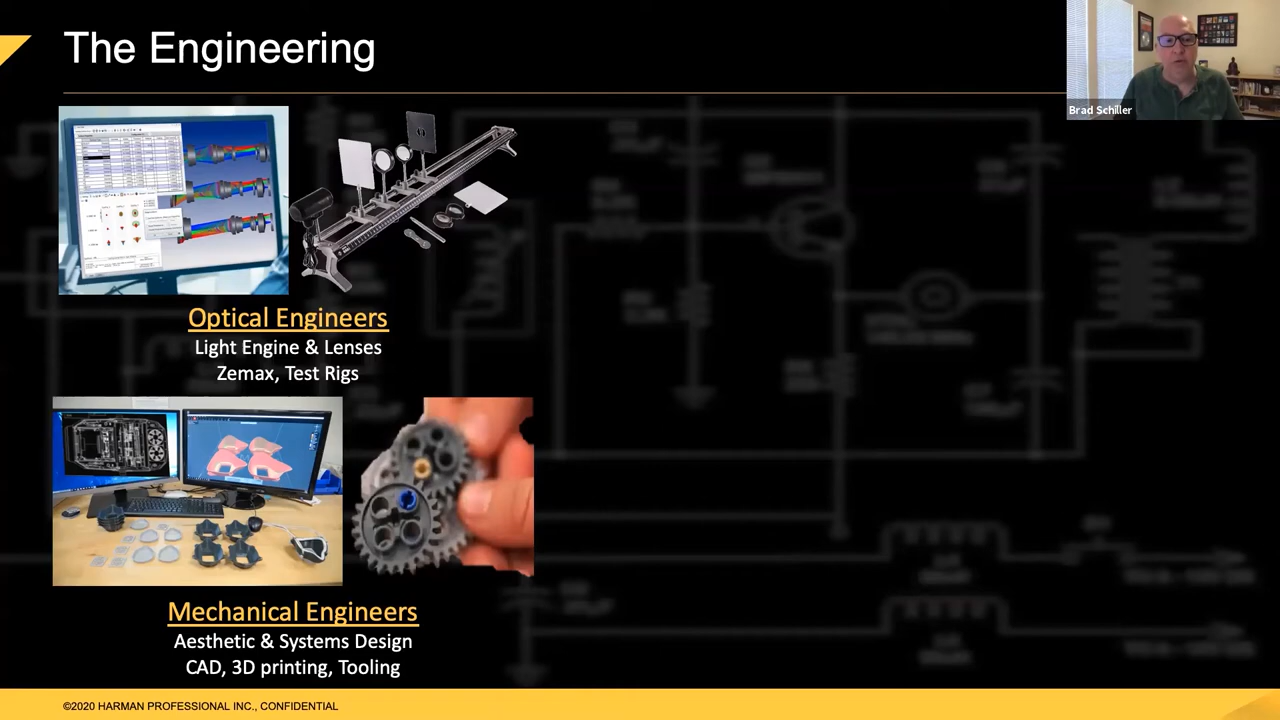 The Engineering
Brad Schiller
Optical Engineers
Light Engine & Lenses
Zemax, Test Rigs
Mechanical Engineers
Aesthetic & Systems Design
CAD, 3D printing, Tooling
©2020 HARMAN PROFESSIONAL INC., CONFIDENTIAL